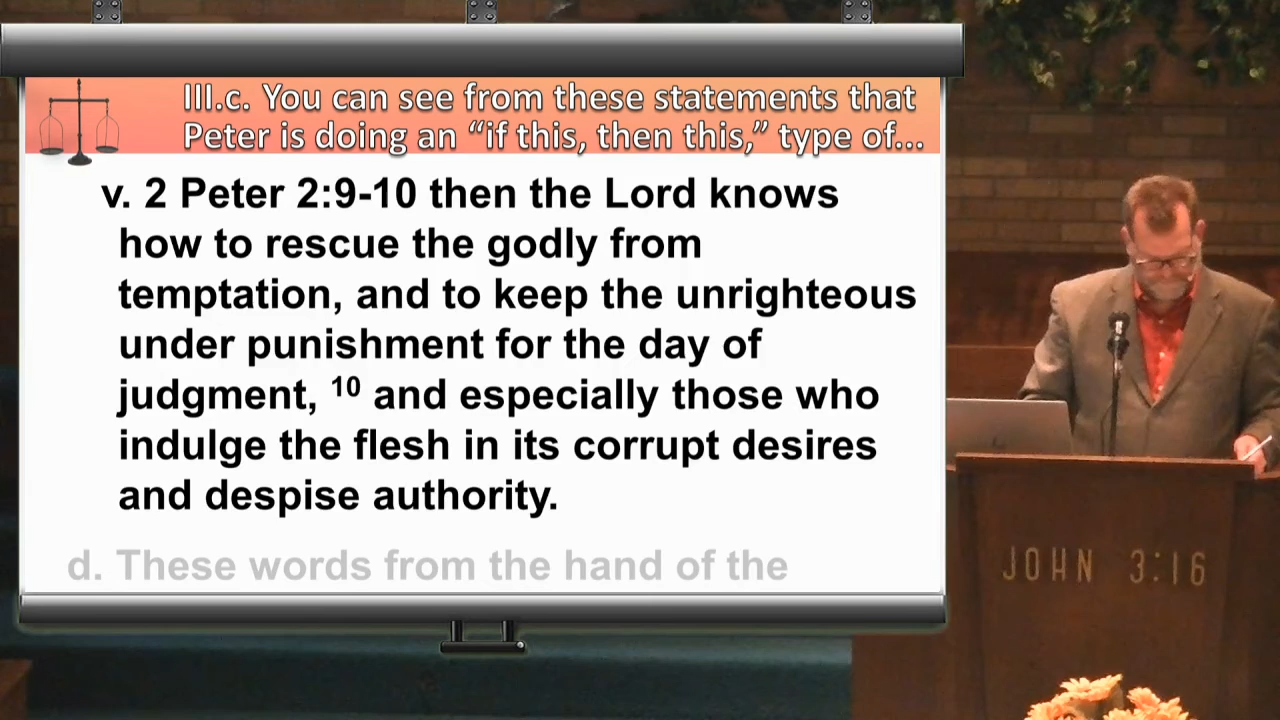 III.c. You can see from these statements that
Peter is doing an “if this, then this,” type of...
v. 2 Peter 2:9-10 then the Lord knows
how to rescue the godly from
temptation, and to keep the unrighteous
under punishment for the day of
judgment, 10 and especially those who
indulge the flesh in its corrupt desires
and despise authority.
d. These words from the hand of the
JOHN 3:16